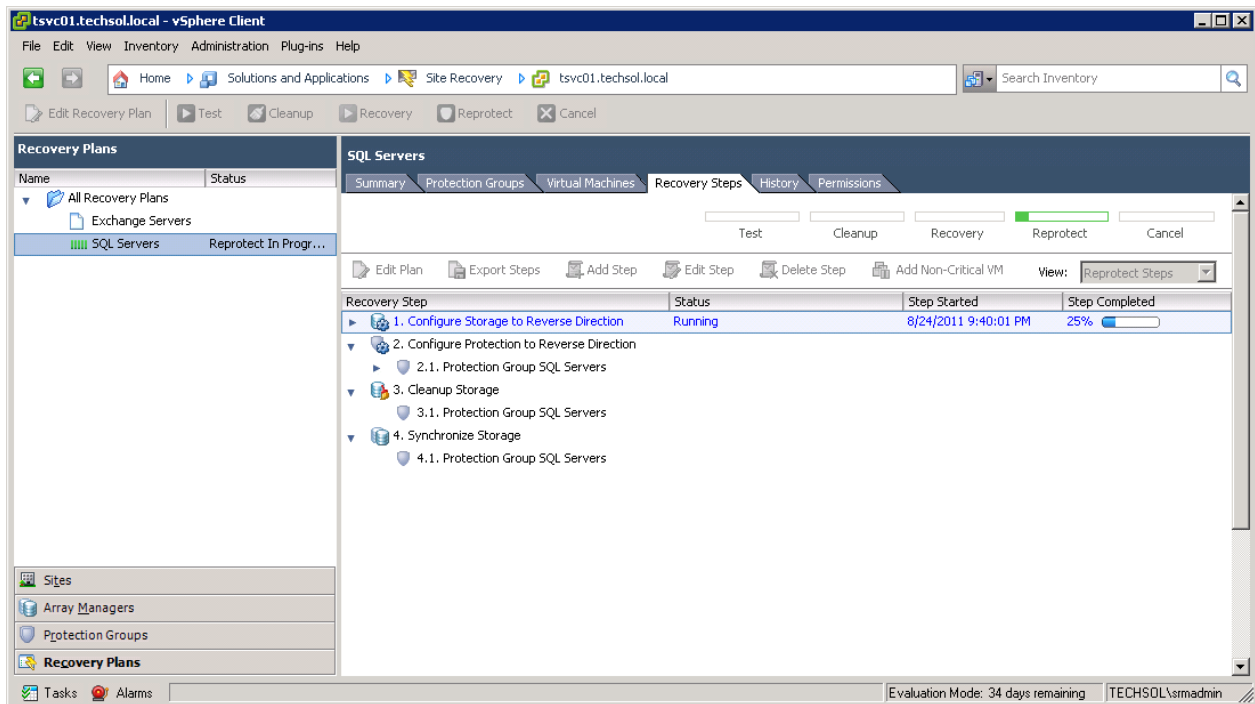 tsvc01.techsol.local - vSphere Client
File Edit View Inventory Administration Plug-ins Help
Home Solutions and Applications Site Recovery tsvc01.techsol.local Search Inventory
Edit Recovery Plan Test Cleanup Recovery Reprotect Cancel
Recovery Plans
Name Status
All Recovery Plans
Exchange Servers
SQL Servers Reprotect In Progr...
Sites
Array Managers
Protection Groups
Recovery Plans
SQL Servers
Summary Protection Groups Virtual Machines Recovery Steps History Permissions
Test Cleanup Recovery Reprotect Cancel
Edit Plan Export Steps Add Step Edit Step Delete Step Add Non-Critical VM View: Reprotect Steps
Recovery Step Status Step Started Step Completed
1. Configure Storage to Reverse Direction Running 8/24/2011 9:40:01 PM 25%
2. Configure Protection to Reverse Direction
2.1. Protection Group SQL Servers
3. Cleanup Storage
3.1. Protection Group SQL Servers
4. Synchronize Storage
4.1. Protection Group SQL Servers
Tasks Alarms Evaluation Mode: 34 days remaining TECHSOL\srmadmin